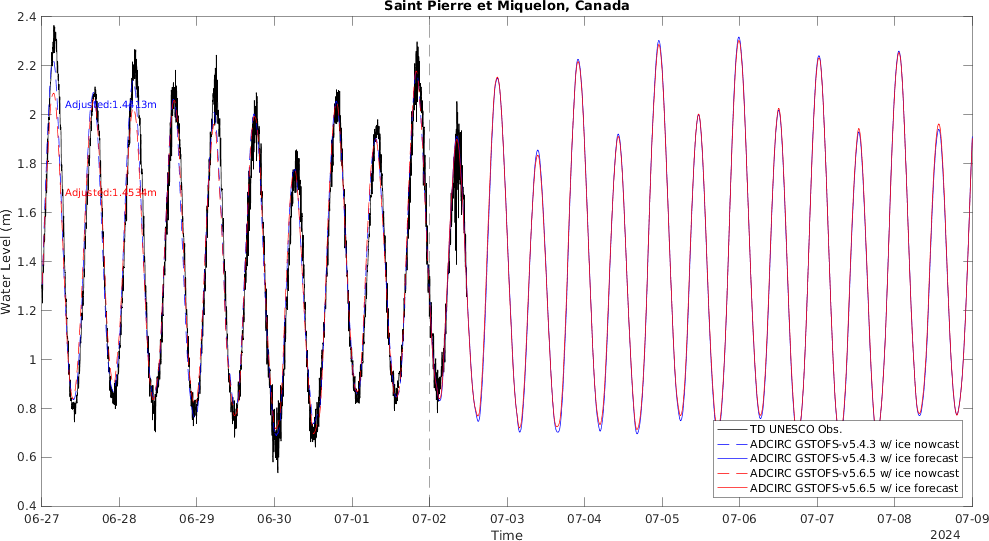 Saint Pierre et Miquelon, Canada
2.4
2.2
2
1.8
1.6
1.4
1.2
1
0.8
0.6
0.4
Water Level (m)
Adjusted:1.4413m
Adjusted:1.4534m
TD UNESCO Obs.
ADCIRC GSTOFS-v5.4.3 w/ ice nowcast
ADCIRC GSTOFS-v5.4.3 w/ ice forecast
ADCIRC GSTOFS-v5.6.5 w/ ice nowcast
ADCIRC GSTOFS-v5.6.5 w/ ice forecast
06-27 06-28 06-29 06-30 07-01 07-02 07-03 07-04 07-05 07-06 07-07 07-08 07-09
Time
2024